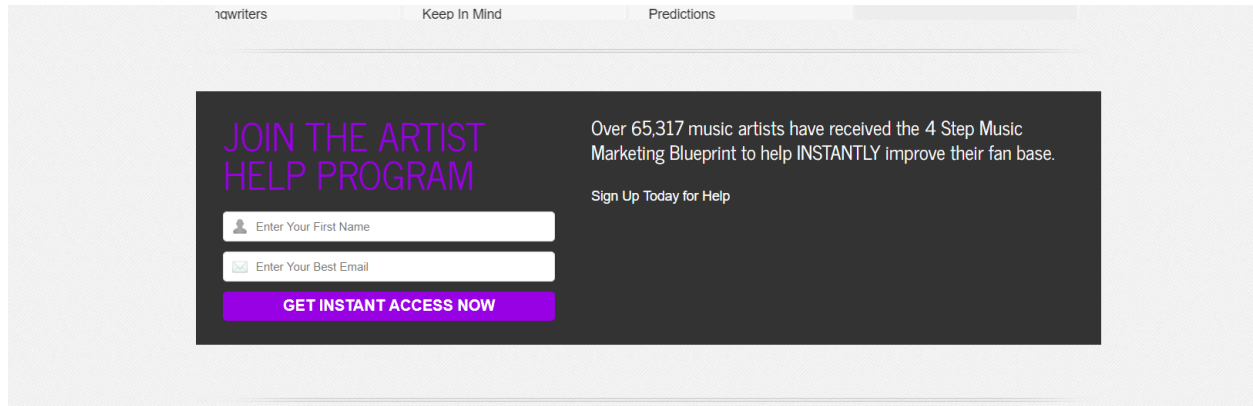 Keep In Mind
Predictions
JOIN THE ARTIST
HELP PROGRAM
Enter Your First Name
Enter Your Best Email
GET INSTANT ACCESS NOW
Over 65,317 music artists have received the 4 Step Music
Marketing Blueprint to help INSTANTLY improve their fan base.
Sign Up Today for Help